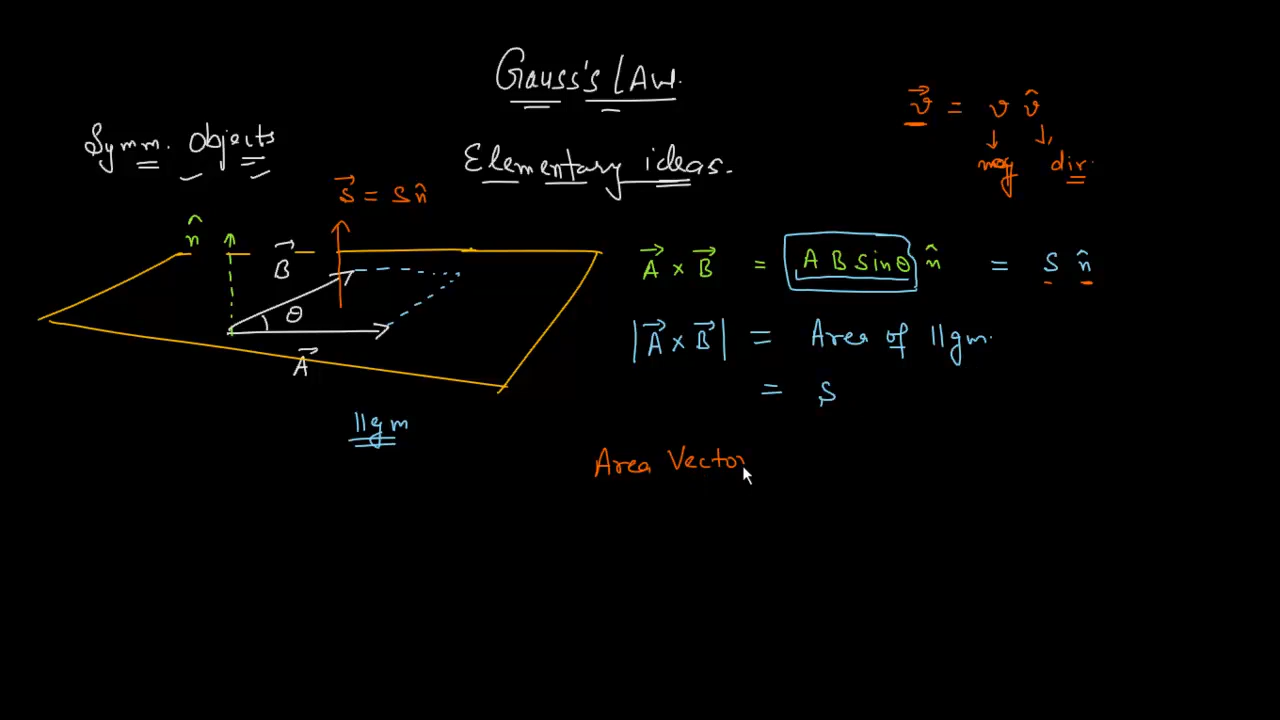 Gauss's Law.
Symm. Objects
Elementary ideas.
v⃗ = v v̂
mag dir.
S⃗ = S n̂
n̂
B⃗
θ
A⃗
||gm
A⃗ × B⃗ = A B Sinθ n̂ = S n̂
|A⃗ × B⃗| = Area of ||gm.
= S
Area Vector